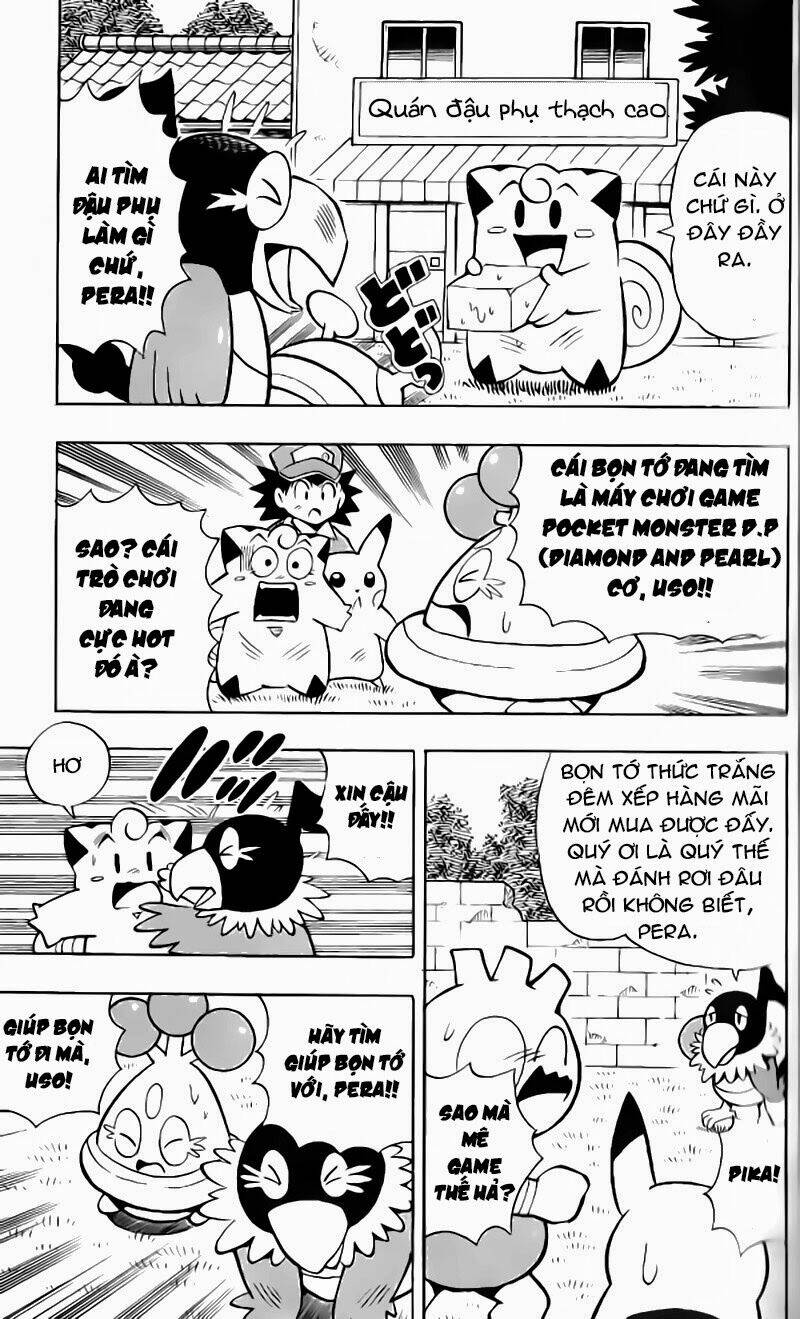 Quán đậu phụ thạch cao
CÁI NÀY
CHỨ GÌ. Ở
ĐÂY ĐẦY
RA.
AI TÌM
ĐẬU PHỤ
LÀM GÌ
CHỨ,
PERA!!
どどどっ
CÁI BỌN TỚ ĐANG TÌM
LÀ MÁY CHƠI GAME
POCKET MONSTER D.P
(DIAMOND AND PEARL)
CƠ, USO!!
SAO? CÁI
TRÒ CHƠI
ĐANG
CỰC HOT
ĐÓ À?
BỌN TỚ THỨC TRẮNG
ĐÊM XẾP HÀNG MÃI
MỚI MUA ĐƯỢC ĐẤY.
QUÝ ƠI LÀ QUÝ THẾ
MÀ ĐÁNH RƠI ĐÂU
RỒI KHÔNG BIẾT,
PERA.
SAO MÀ
MÊ
GAME
THẾ HẢ?
PIKA!
XIN CẬU
ĐẤY!!
HƠ
HÃY TÌM
GIÚP BỌN TỚ
VỚI, PERA!!
GIÚP BỌN
TỚ ĐI MÀ,
USO!